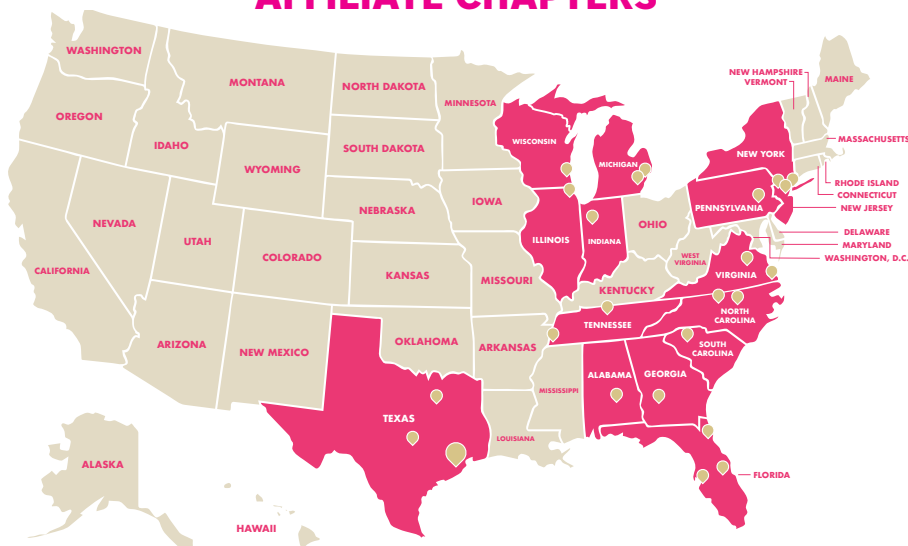 AFFILIATE CHAPTERS
WASHINGTON
OREGON
IDAHO
MONTANA
NORTH DAKOTA
MINNESOTA
SOUTH DAKOTA
WYOMING
NEBRASKA
IOWA
NEVADA
UTAH
COLORADO
KANSAS
MISSOURI
CALIFORNIA
ARIZONA
NEW MEXICO
OKLAHOMA
ARKANSAS
TEXAS
LOUISIANA
MISSISSIPPI
ALASKA
HAWAII
WISCONSIN
MICHIGAN
ILLINOIS
INDIANA
OHIO
KENTUCKY
WEST
VIRGINIA
TENNESSEE
ALABAMA
GEORGIA
FLORIDA
SOUTH
CAROLINA
NORTH
CAROLINA
VIRGINIA
PENNSYLVANIA
NEW YORK
NEW HAMPSHIRE
VERMONT
MAINE
MASSACHUSETTS
RHODE ISLAND
CONNECTICUT
NEW JERSEY
DELAWARE
MARYLAND
WASHINGTON, D.C.